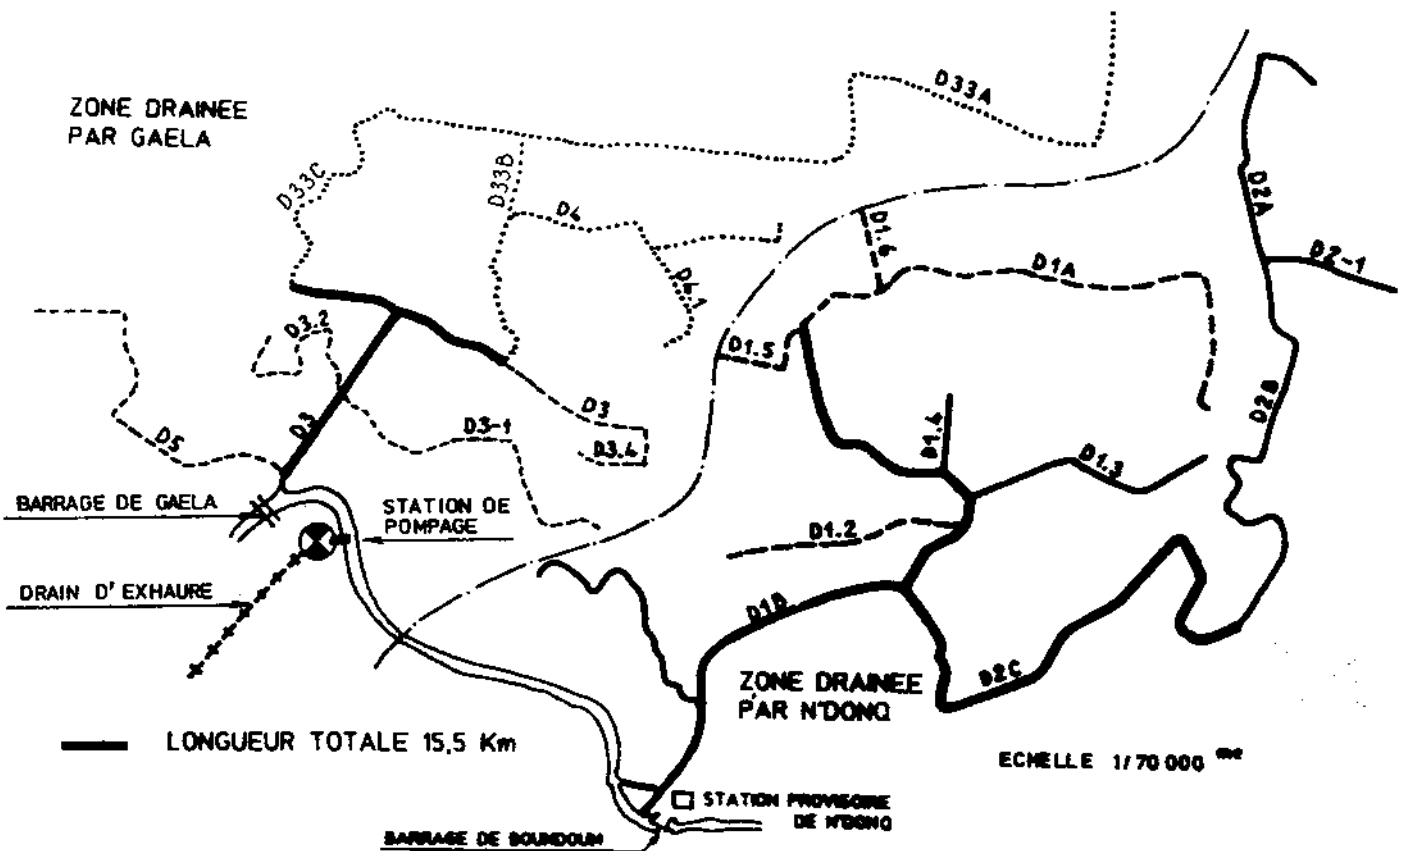 ZONE DRAINEE
PAR GAELA
D33A
D33C
D33B
D4
D4A
D1.6
D1A
D2A
D2-1
D3.2
D1.5
D3
D3
D3.4
D3-1
D5
D1.4
D1.3
D2B
BARRAGE DE GAELA
STATION DE
POMPAGE
D1.2
DRAIN D'EXHAURE
D1B
D2C
ZONE DRAINEE
PAR N'DONQ
LONGUEUR TOTALE 15,5 Km
ECHELLE 1/70 000 eme
STATION PROVISOIRE
DE N'DONQ
BARRAGE DE BOUNDOUM